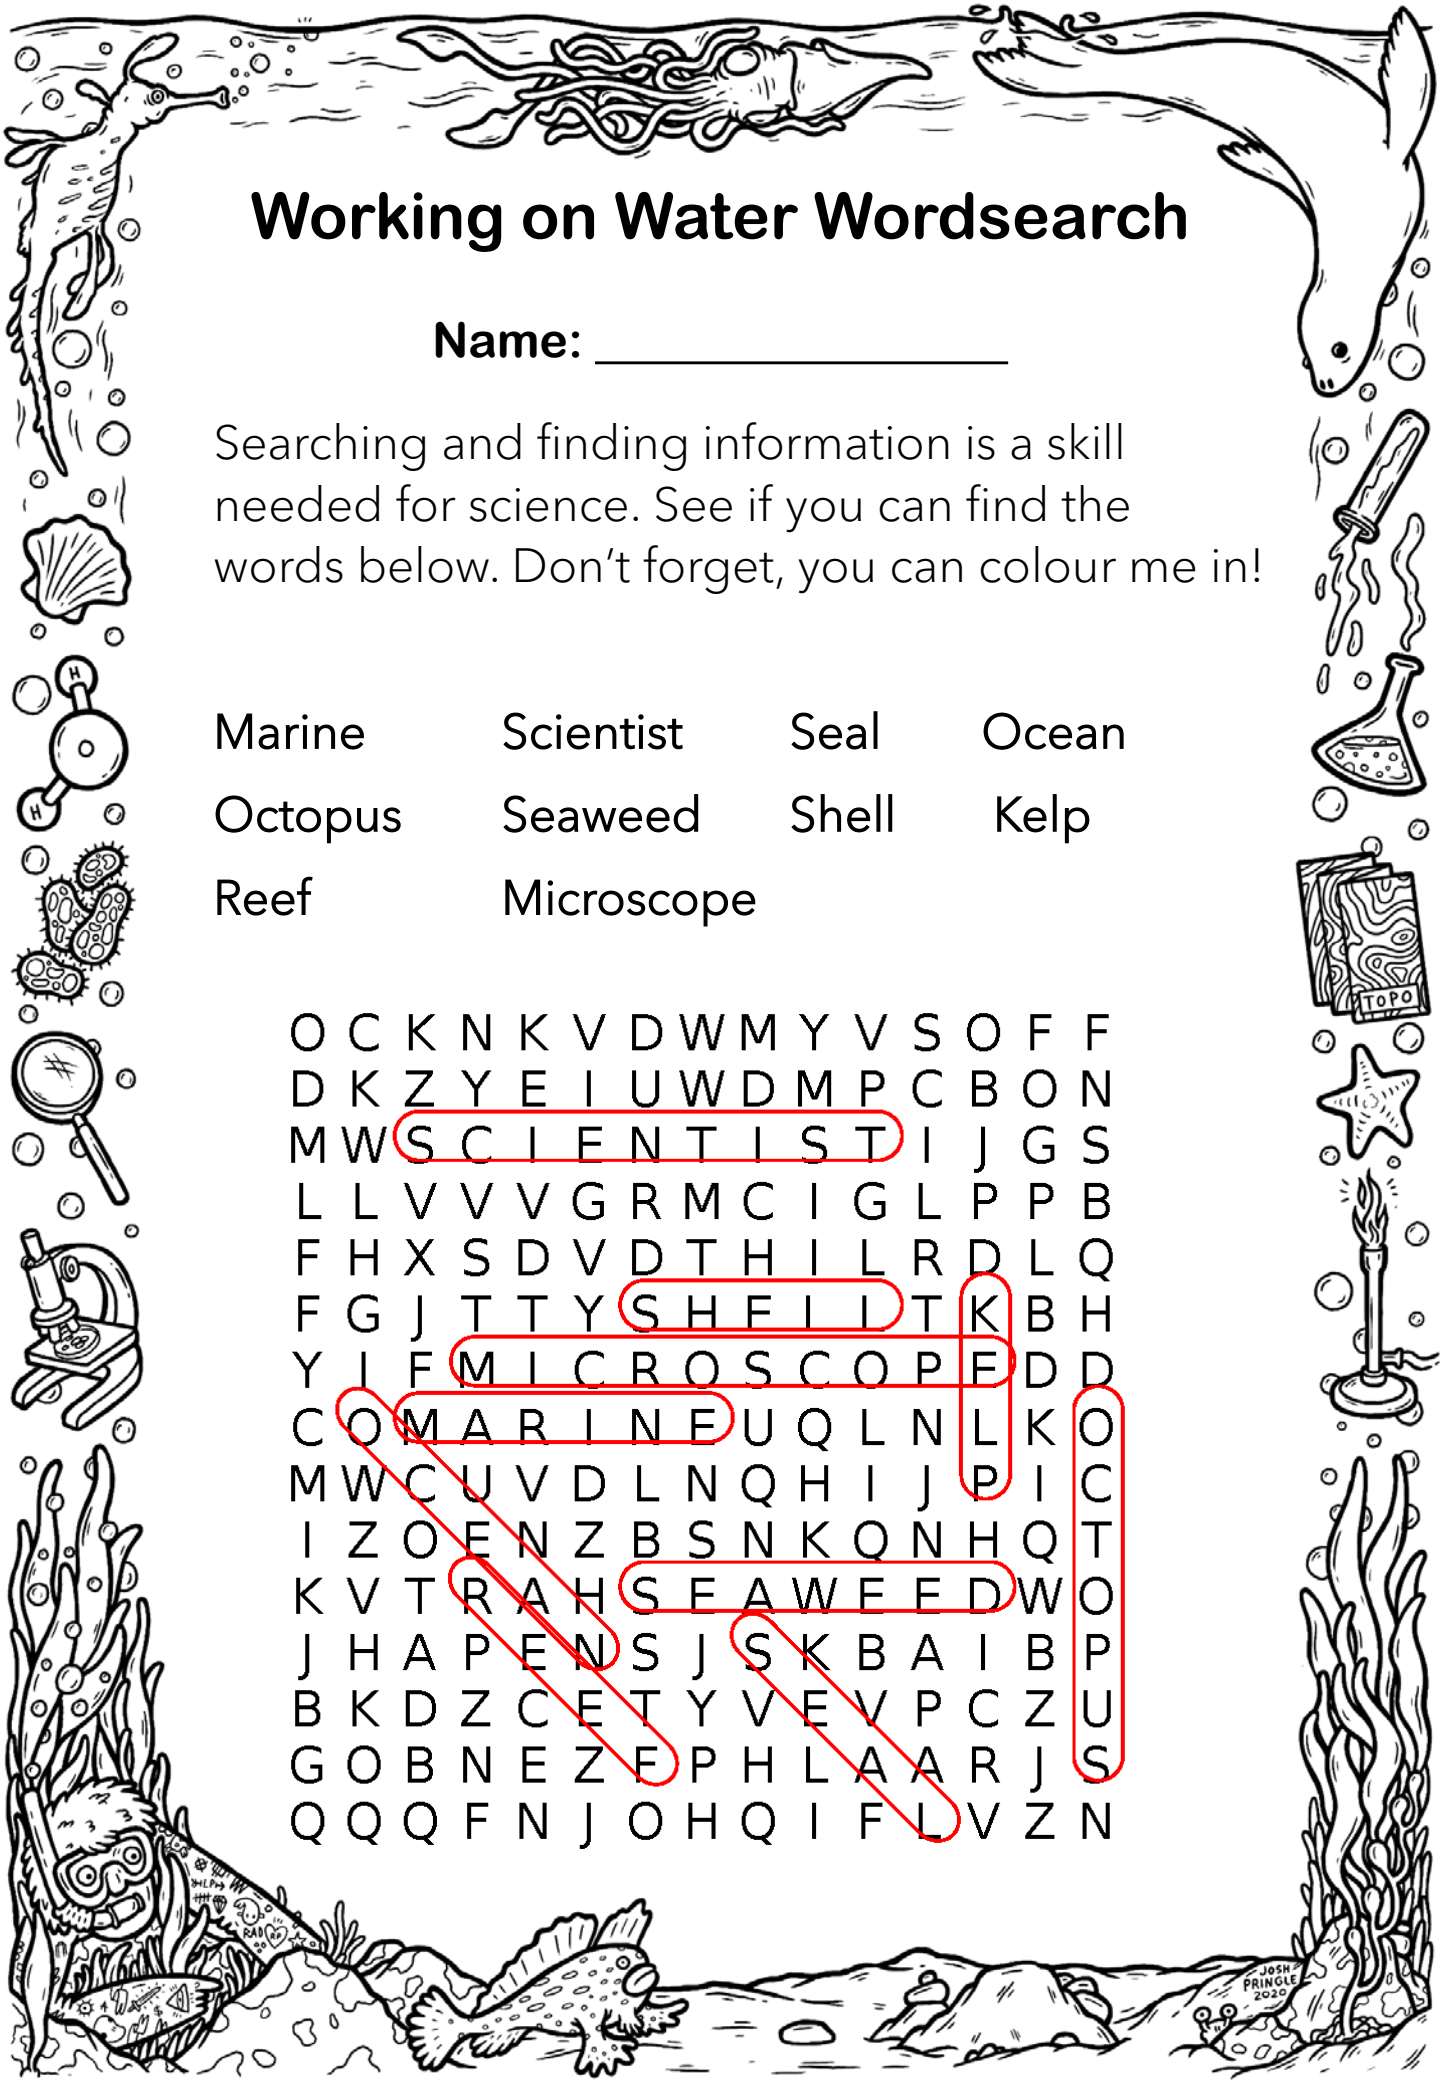 Working on Water Wordsearch
Name: ________________
Searching and finding information is a skill
needed for science. See if you can find the
words below. Don’t forget, you can colour me in!
Marine Scientist Seal Ocean
Octopus Seaweed Shell Kelp
Reef Microscope
O C K N K V D W M Y V S O F F
D K Z Y E I U W D M P C B O N
M W S C I E N T I S T I J G S
L L V V V G R M C I G L P P B
F H X S D V D T H I L R D L Q
F G J T T Y S H E L L T K B H
Y I F M I C R O S C O P E D D
C O M A R I N E U Q L N L K O
M W C U V D L N Q H I J P I C
I Z O E N Z B S N K Q N H Q T
K V T R A H S E A W E E D W O
J H A P E N S J S K B A I B P
B K D Z C E T Y V E V P C Z U
G O B N E Z F P H L A A R J S
Q Q Q F N J O H Q I F L V Z N
H
H
TOPO
HLP
RAD
JOSH
PRINGLE
2020